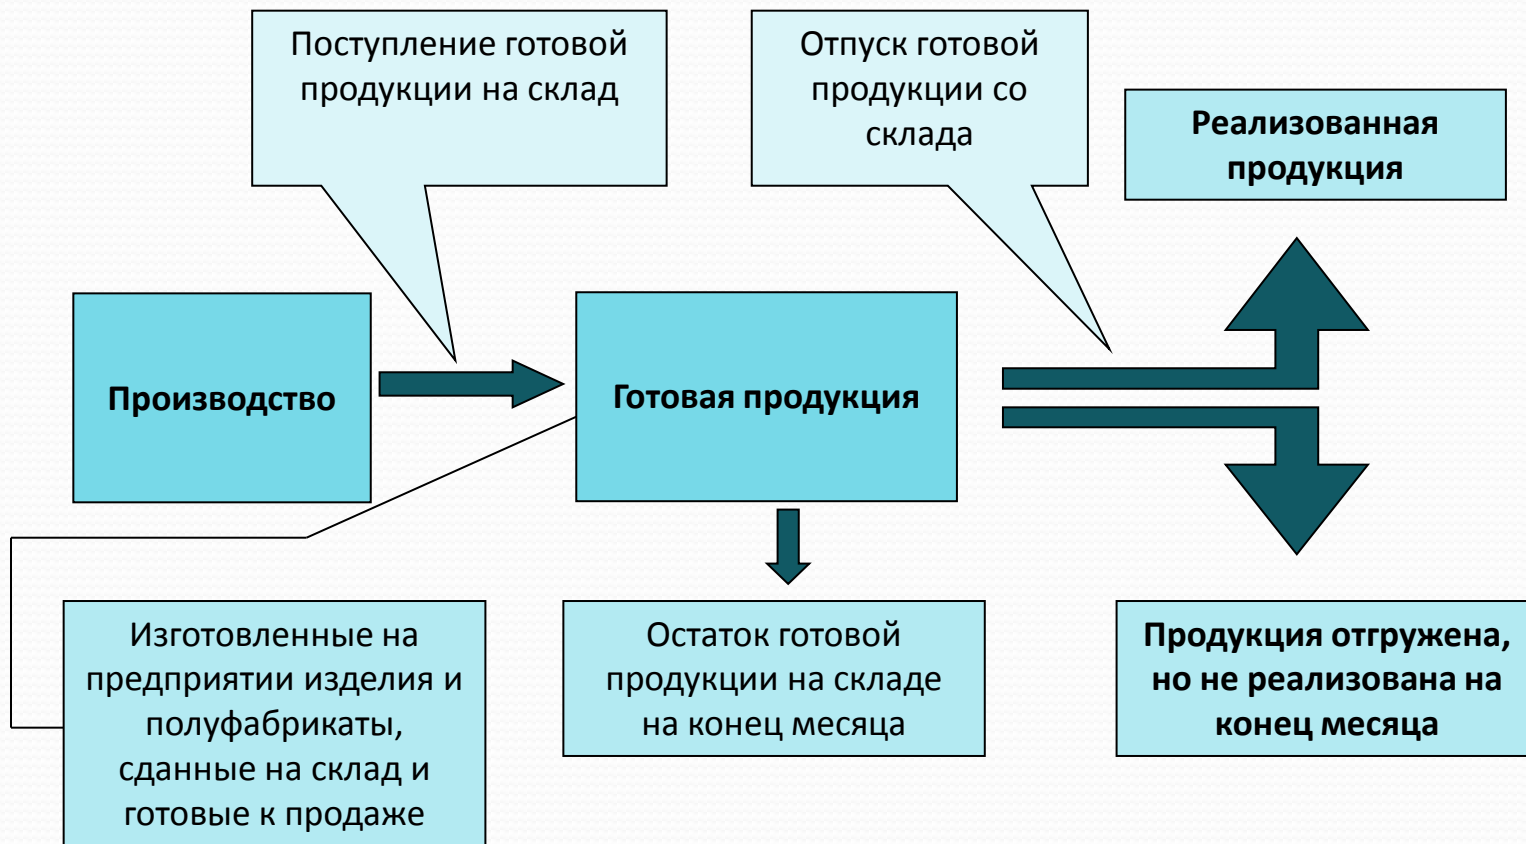 Поступление готовой
продукции на склад
Отпуск готовой
продукции со
склада
Реализованная
продукция
Производство
Готовая продукция
Изготовленные на
предприятии изделия и
полуфабрикаты,
сданные на склад и
готовые к продаже
Остаток готовой
продукции на складе
на конец месяца
Продукция отгружена,
но не реализована на
конец месяца